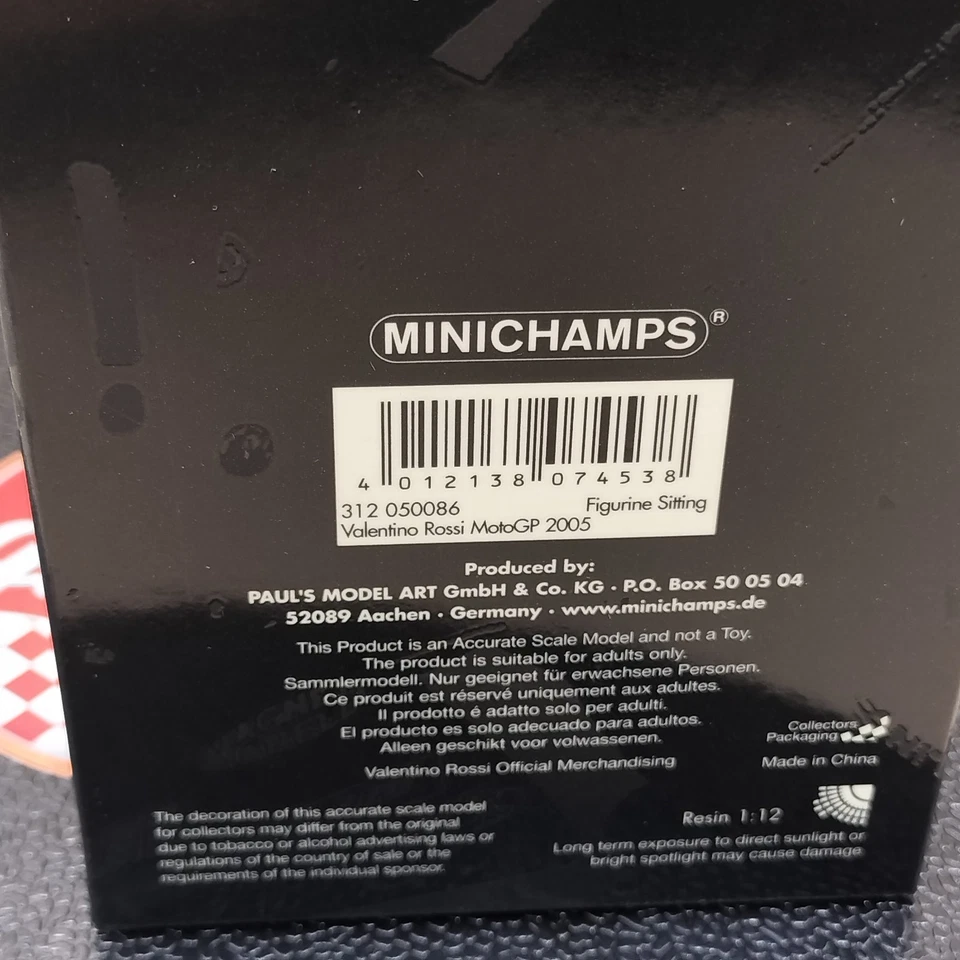 MINICHAMPS®
4 012138 074538
312 050086 Figurine Sitting
Valentino Rossi MotoGP 2005
Produced by:
PAUL'S MODEL ART GmbH & Co. KG · P.O. Box 50 05 04
52089 Aachen · Germany · www.minichamps.de
This Product is an Accurate Scale Model and not a Toy.
The product is suitable for adults only.
Sammlermodell. Nur geeignet für erwachsene Personen.
Ce produit est réservé uniquement aux adultes.
Il prodotto é adatto solo per adulti.
El producto es solo adecuado para adultos.
Alleen geschikt voor volwassenen.
Valentino Rossi Official Merchandising
Collectors
Packaging
Made in China
The decoration of this accurate scale model
for collectors may differ from the original
due to tobacco or alcohol advertising laws or
regulations of the country of sale or the
requirements of the individual sponsor.
Resin 1:12
Long term exposure to direct sunlight or
bright spotlight may cause damage